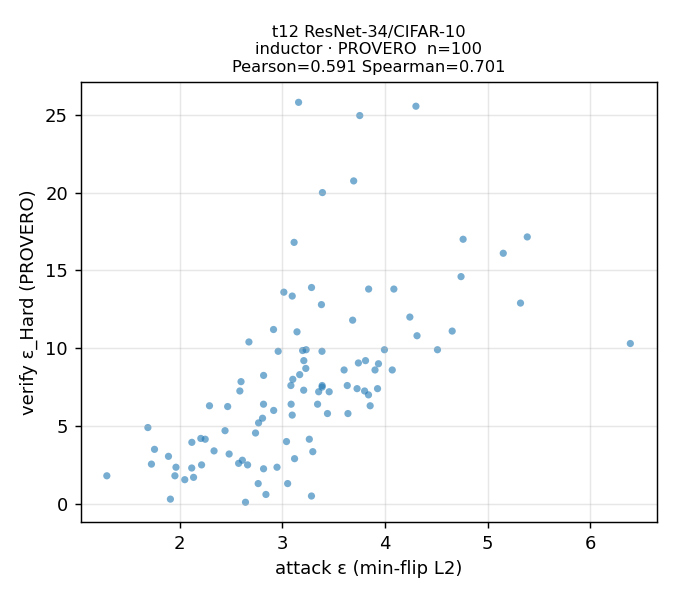 t12 ResNet-34/CIFAR-10
inductor · PROVERO  n=100
Pearson=0.591 Spearman=0.701
25
20
15
10
5
0
verify ε_Hard (PROVERO)
2 3 4 5 6
attack ε (min-flip L2)